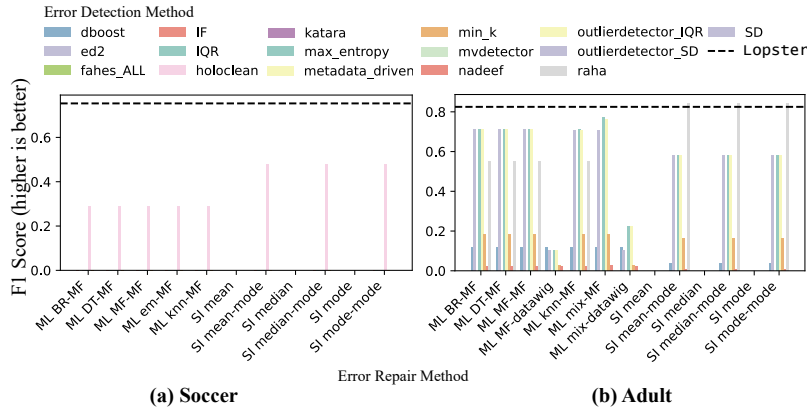 Error Detection Method
dboost IF katara min_k outlierdetector_IQR SD
ed2 IQR max_entropy mvdetector outlierdetector_SD Lopster
fahes_ALL holoclean metadata_driven nadeef raha
F1 Score (higher is better)
0.6
0.4
0.2
0.0
ML BR-MF
ML DT-MF
ML MF-MF
ML em-MF
ML knn-MF
SI mean
SI mean-mode
SI median
SI median-mode
SI mode
SI mode-mode
0.8
0.6
0.4
0.2
0.0
ML BR-MF
ML DT-MF
ML MF-MF
ML MF-datawig
ML knn-MF
ML mix-MF
ML mix-datawig
SI mean
SI mean-mode
SI median
SI median-mode
SI mode
SI mode-mode
Error Repair Method
(a) Soccer (b) Adult